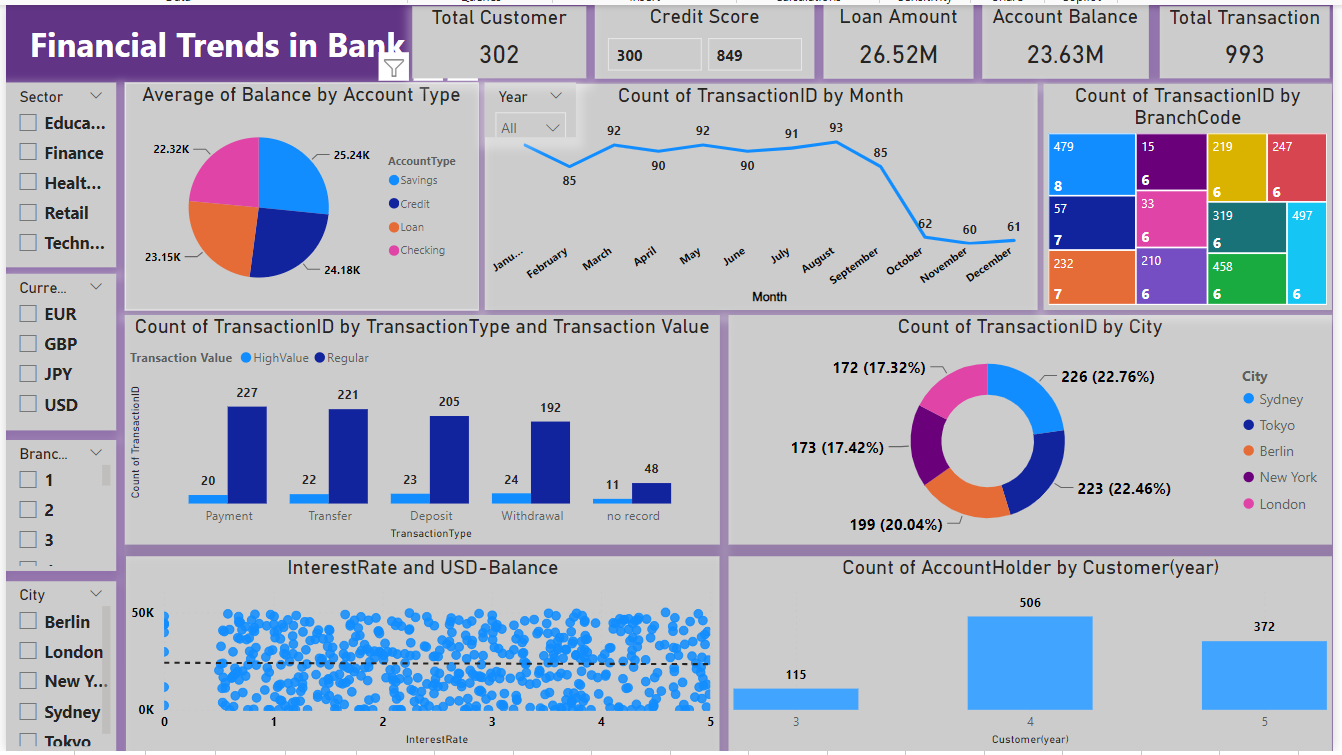 Financial Trends in Bank
Total Customer
302
Credit Score
300 849
Loan Amount
26.52M
Account Balance
23.63M
Total Transaction
993
Sector
Educa...
Finance
Healt...
Retail
Techn...
Curre...
EUR
GBP
JPY
USD
Branc...
1
2
3
City
Berlin
London
New Y...
Sydney
Tokyo
Average of Balance by Account Type
22.32K
25.24K
23.15K
24.18K
AccountType
Savings
Credit
Loan
Checking
Year
All
Count of TransactionID by Month
85
92
90
92
90
91
93
85
62
60
61
Janu...
February
March
April
May
June
July
August
September
October
November
December
Month
Count of TransactionID by
BranchCode
479
8
57
7
232
7
15
6
33
6
210
6
219
6
247
6
319
6
458
6
497
6
Count of TransactionID by TransactionType and Transaction Value
Transaction Value HighValue Regular
Count of TransactionID
20 227
22 221
23 205
24 192
11 48
Payment Transfer Deposit Withdrawal no record
TransactionType
Count of TransactionID by City
172 (17.32%)
226 (22.76%)
173 (17.42%)
223 (22.46%)
199 (20.04%)
City
Sydney
Tokyo
Berlin
New York
London
InterestRate and USD-Balance
50K
0K
0 1 2 3 4 5
InterestRate
Count of AccountHolder by Customer(year)
115
506
372
3 4 5
Customer(year)